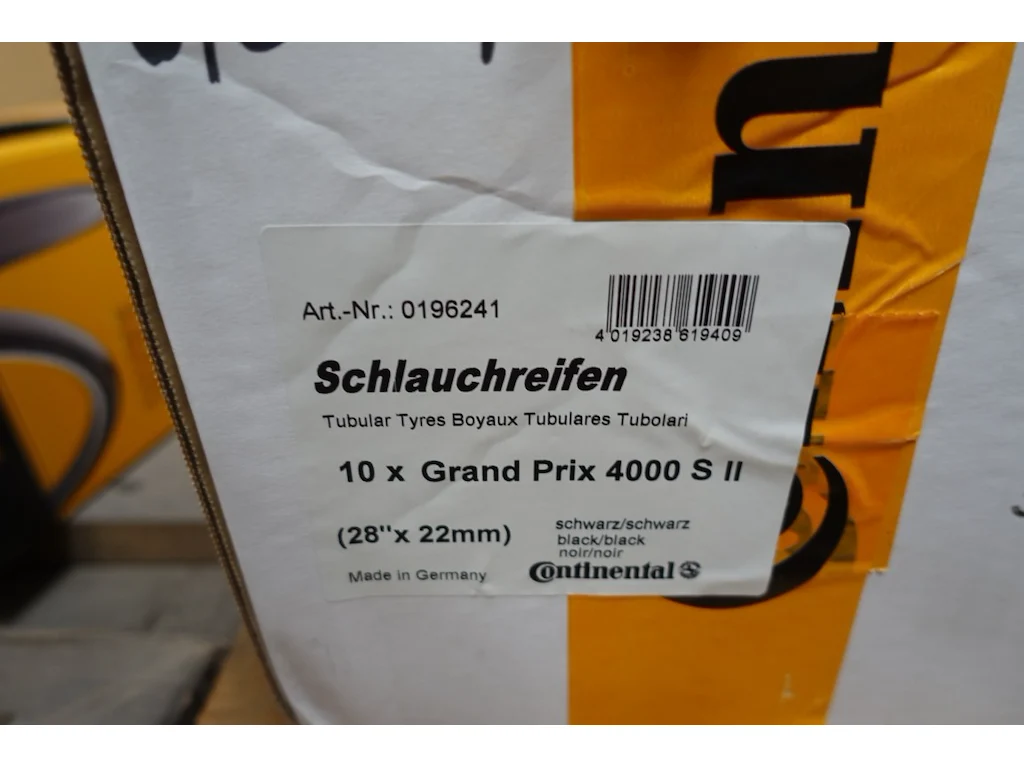 Art.-Nr.: 0196241
4 019238 619409
Schlauchreifen
Tubular Tyres Boyaux Tubulares Tubolari
10 x Grand Prix 4000 S II
(28"x 22mm)
schwarz/schwarz
black/black
noir/noir
Made in Germany
Continental